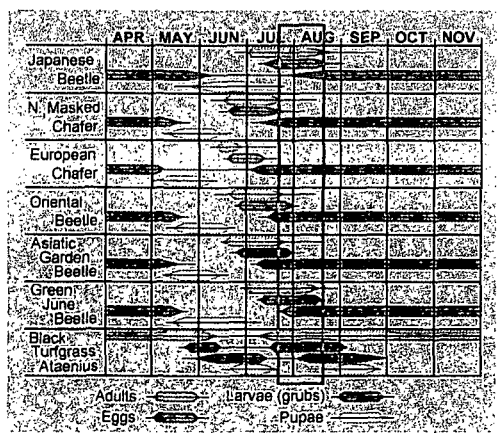 APR MAY JUN JUL AUG SEP OCT NOV
Japanese
Beetle
N. Masked
Chafer
European
Chafer
Oriental
Beetle
Asiatic
Garden
Beetle
Green
June
Beetle
Black
Turfgrass
Ataenius
Adults Larvae (grubs)
Eggs Pupae